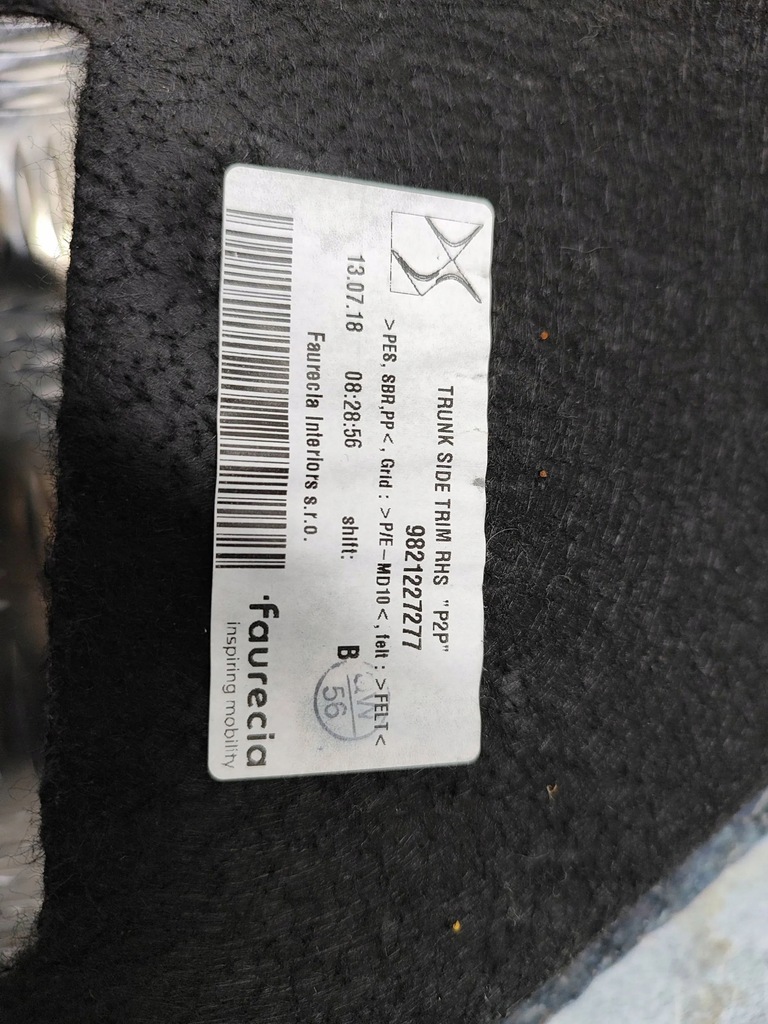 TRUNK SIDE TRIM RHS "P2P"
9821227277
>PES, SBR,PP<, Grid : >P/E-MD10<, felt : >FELT<
13.07.18 08:28:56 shift: B
Faurecia Interiors s.r.o.
QW
56
faurecia
inspiring mobility